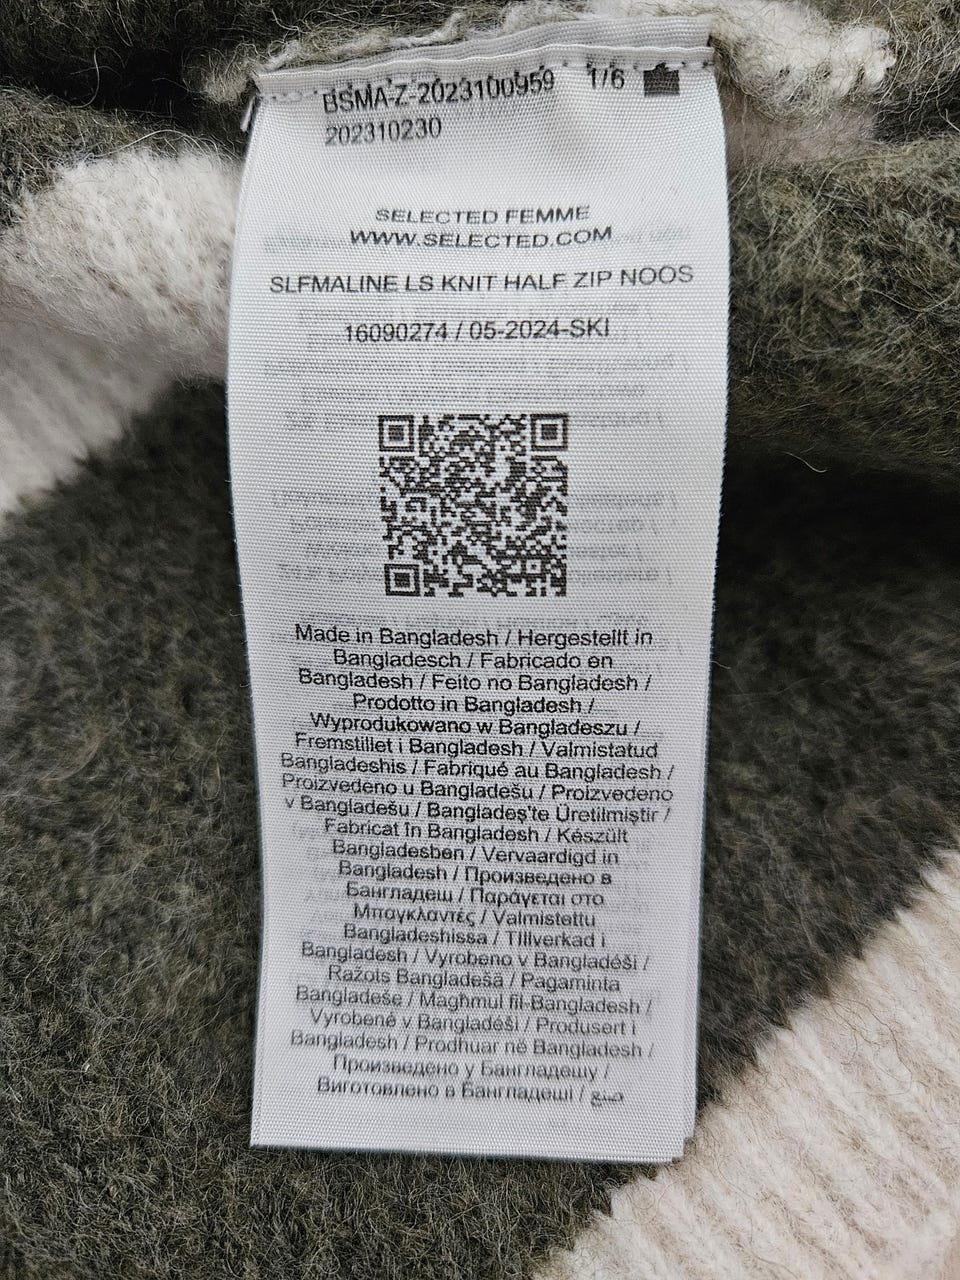 BSMA-Z-2023100959 1/6
202310230
SELECTED FEMME
WWW.SELECTED.COM
SLFMALINE LS KNIT HALF ZIP NOOS
16090274 / 05-2024-SKI
Made in Bangladesh / Hergestellt in
Bangladesch / Fabricado en
Bangladesh / Feito no Bangladesh /
Prodotto in Bangladesh /
Wyprodukowano w Bangladeszu /
Fremstillet i Bangladesh / Valmistatud
Bangladeshis / Fabriqué au Bangladesh /
Proizvedeno u Bangladešu / Proizvedeno
v Bangladešu / Bangladeş'te Üretilmiştir /
Fabricat în Bangladesh / Készült
Bangladesben / Vervaardigd in
Bangladesh / Произведено в
Бангладеш / Παράγεται στο
Μπαγκλαντές / Valmistettu
Bangladeshissa / Tillverkad i
Bangladesh / Vyrobeno v Bangladéši /
Ražots Bangladešā / Pagaminta
Bangladeše / Magħmul fil-Bangladesh /
Vyrobené v Bangladéši / Produsert i
Bangladesh / Prodhuar në Bangladesh /
Произведено у Бангладешу /
Виготовлено в Бангладеші / صنع